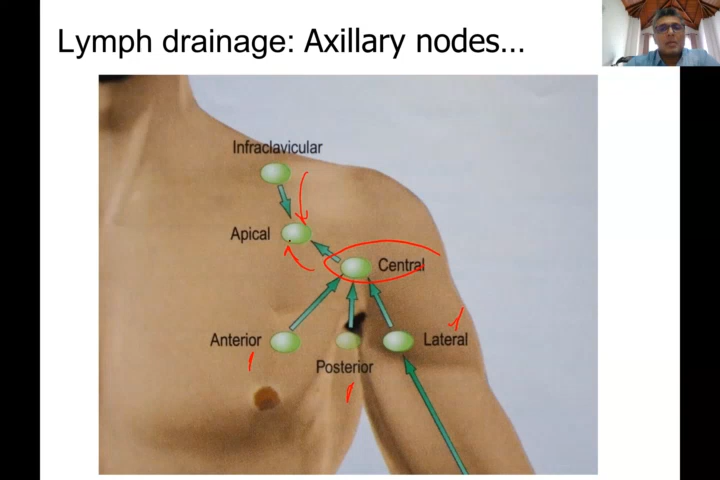 Lymph drainage: Axillary nodes...
Infraclavicular
Apical
Central
Anterior
Lateral
Posterior